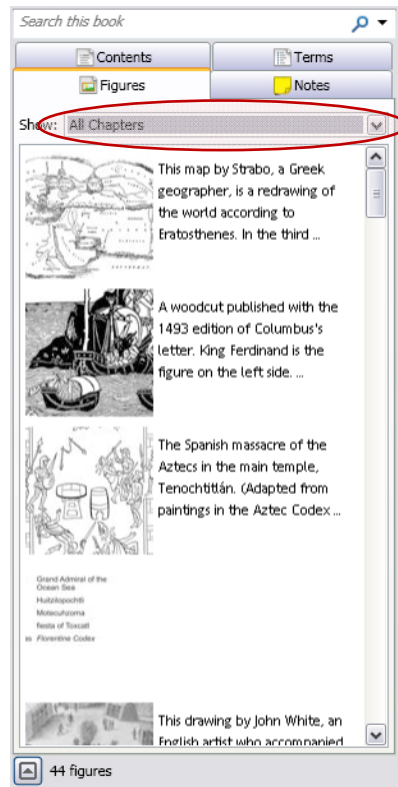 Search this book
Contents
Terms
Figures
Notes
Show: All Chapters
This map by Strabo, a Greek
geographer, is a redrawing of
the world according to
Eratosthenes. In the third ...
A woodcut published with the
1493 edition of Columbus's
letter. King Ferdinand is the
figure on the left side. ...
The Spanish massacre of the
Aztecs in the main temple,
Tenochtitlán. (Adapted from
paintings in the Aztec Codex ...
Grand Admiral of the
Ocean Sea
Huitzilopochtli
Motecuhzoma
fiesta of Toxcatl
as Florentine Codex
This drawing by John White, an
English artist who accompanied
44 figures